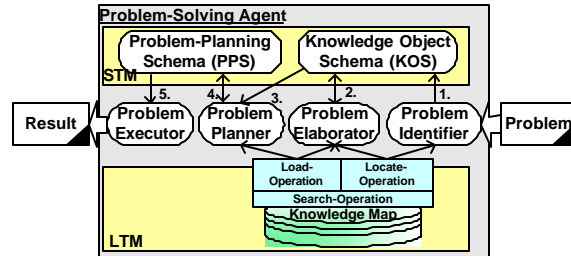 Problem-Solving Agent
Problem-Planning
Schema (PPS)
Knowledge Object
Schema (KOS)
STM
5.
4.
3.
2.
1.
Result
Problem
Executor
Problem
Planner
Problem
Elaborator
Problem
Identifier
Problem
Load-
Operation
Locate-
Operation
Search-Operation
Knowledge Map
LTM